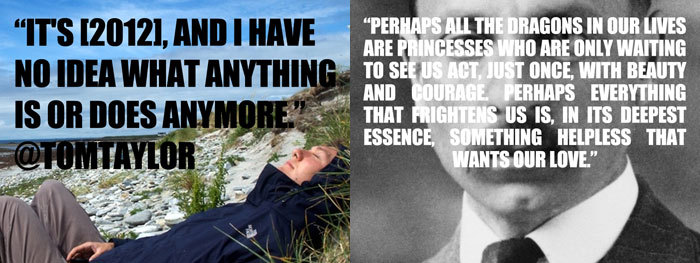 “IT'S [2012], AND I HAVE
NO IDEA WHAT ANYTHING
IS OR DOES ANYMORE.”
@TOMTAYLOR
“PERHAPS ALL THE DRAGONS IN OUR LIVES
ARE PRINCESSES WHO ARE ONLY WAITING
TO SEE US ACT, JUST ONCE, WITH BEAUTY
AND COURAGE. PERHAPS EVERYTHING
THAT FRIGHTENS US IS, IN ITS DEEPEST
ESSENCE, SOMETHING HELPLESS THAT
WANTS OUR LOVE.”